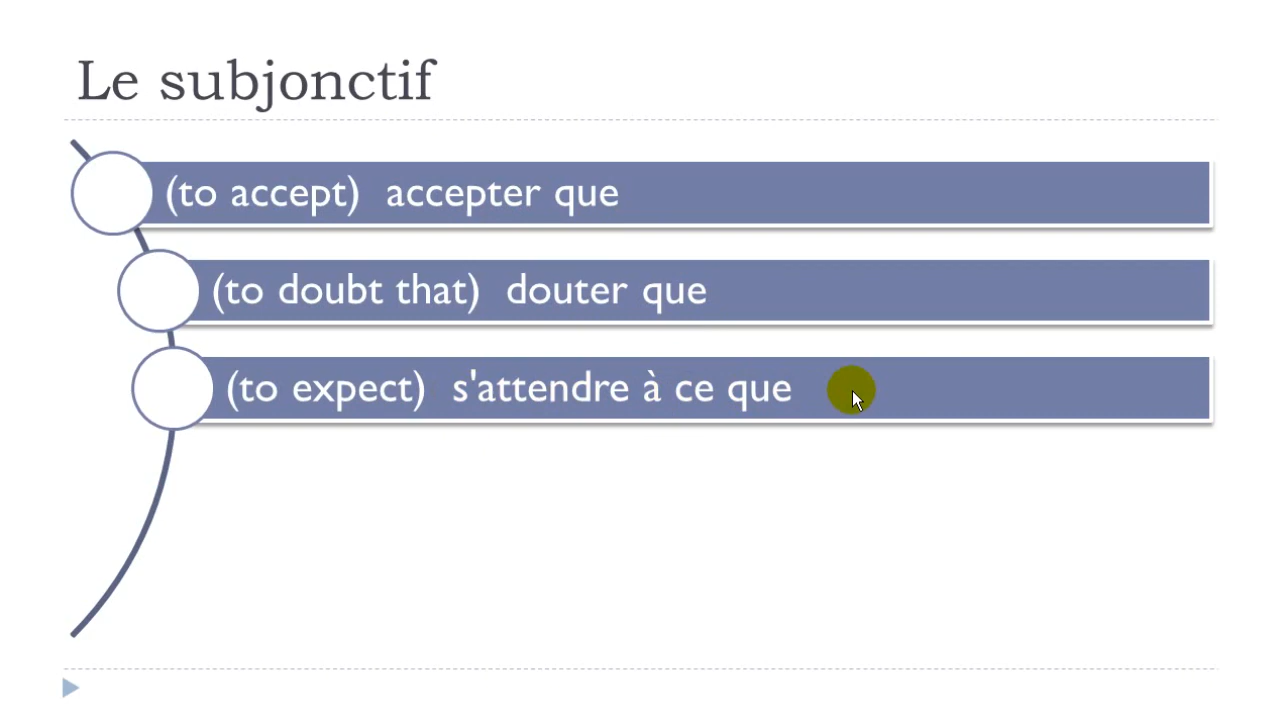 Le subjonctif
(to accept) accepter que
(to doubt that) douter que
(to expect) s'attendre à ce que